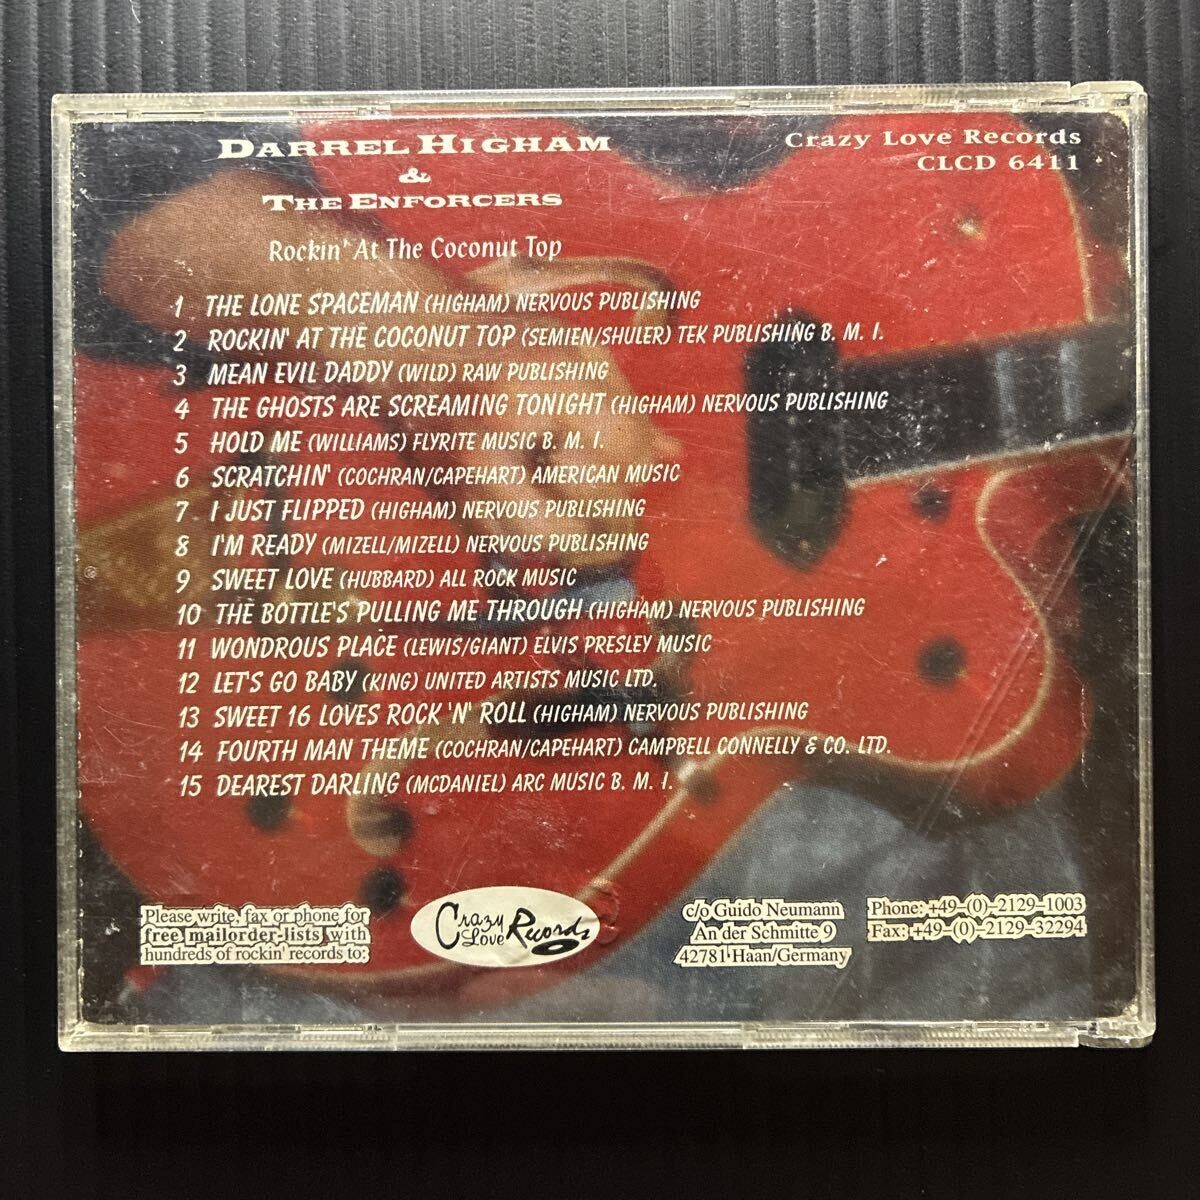 DARREL HIGHAM
&
THE ENFORCERS
Rockin' At The Coconut Top
Crazy Love Records
CLCD 6411
1 THE LONE SPACEMAN (HIGHAM) NERVOUS PUBLISHING
2 ROCKIN' AT THE COCONUT TOP (SEMIEN/SHULER) TEK PUBLISHING B. M. I.
3 MEAN EVIL DADDY (WILD) RAW PUBLISHING
4 THE GHOSTS ARE SCREAMING TONIGHT (HIGHAM) NERVOUS PUBLISHING
5 HOLD ME (WILLIAMS) FLYRITE MUSIC B. M. I.
6 SCRATCHIN' (COCHRAN/CAPEHART) AMERICAN MUSIC
7 I JUST FLIPPED (HIGHAM) NERVOUS PUBLISHING
8 I'M READY (MIZELL/MIZELL) NERVOUS PUBLISHING
9 SWEET LOVE (HUBBARD) ALL ROCK MUSIC
10 THE BOTTLE'S PULLING ME THROUGH (HIGHAM) NERVOUS PUBLISHING
11 WONDROUS PLACE (LEWIS/GIANT) ELVIS PRESLEY MUSIC
12 LET'S GO BABY (KING) UNITED ARTISTS MUSIC LTD.
13 SWEET 16 LOVES ROCK 'N' ROLL (HIGHAM) NERVOUS PUBLISHING
14 FOURTH MAN THEME (COCHRAN/CAPEHART) CAMPBELL CONNELLY & CO. LTD.
15 DEAREST DARLING (MCDANIEL) ARC MUSIC B. M. I.
Please write, fax or phone for
free mailorder-lists with
hundreds of rockin' records to:
Crazy
Love Records
c/o Guido Neumann
An der Schmitte 9
42781 Haan/Germany
Phone: +49-(0)-2129-1003
Fax: +49-(0)-2129-32294